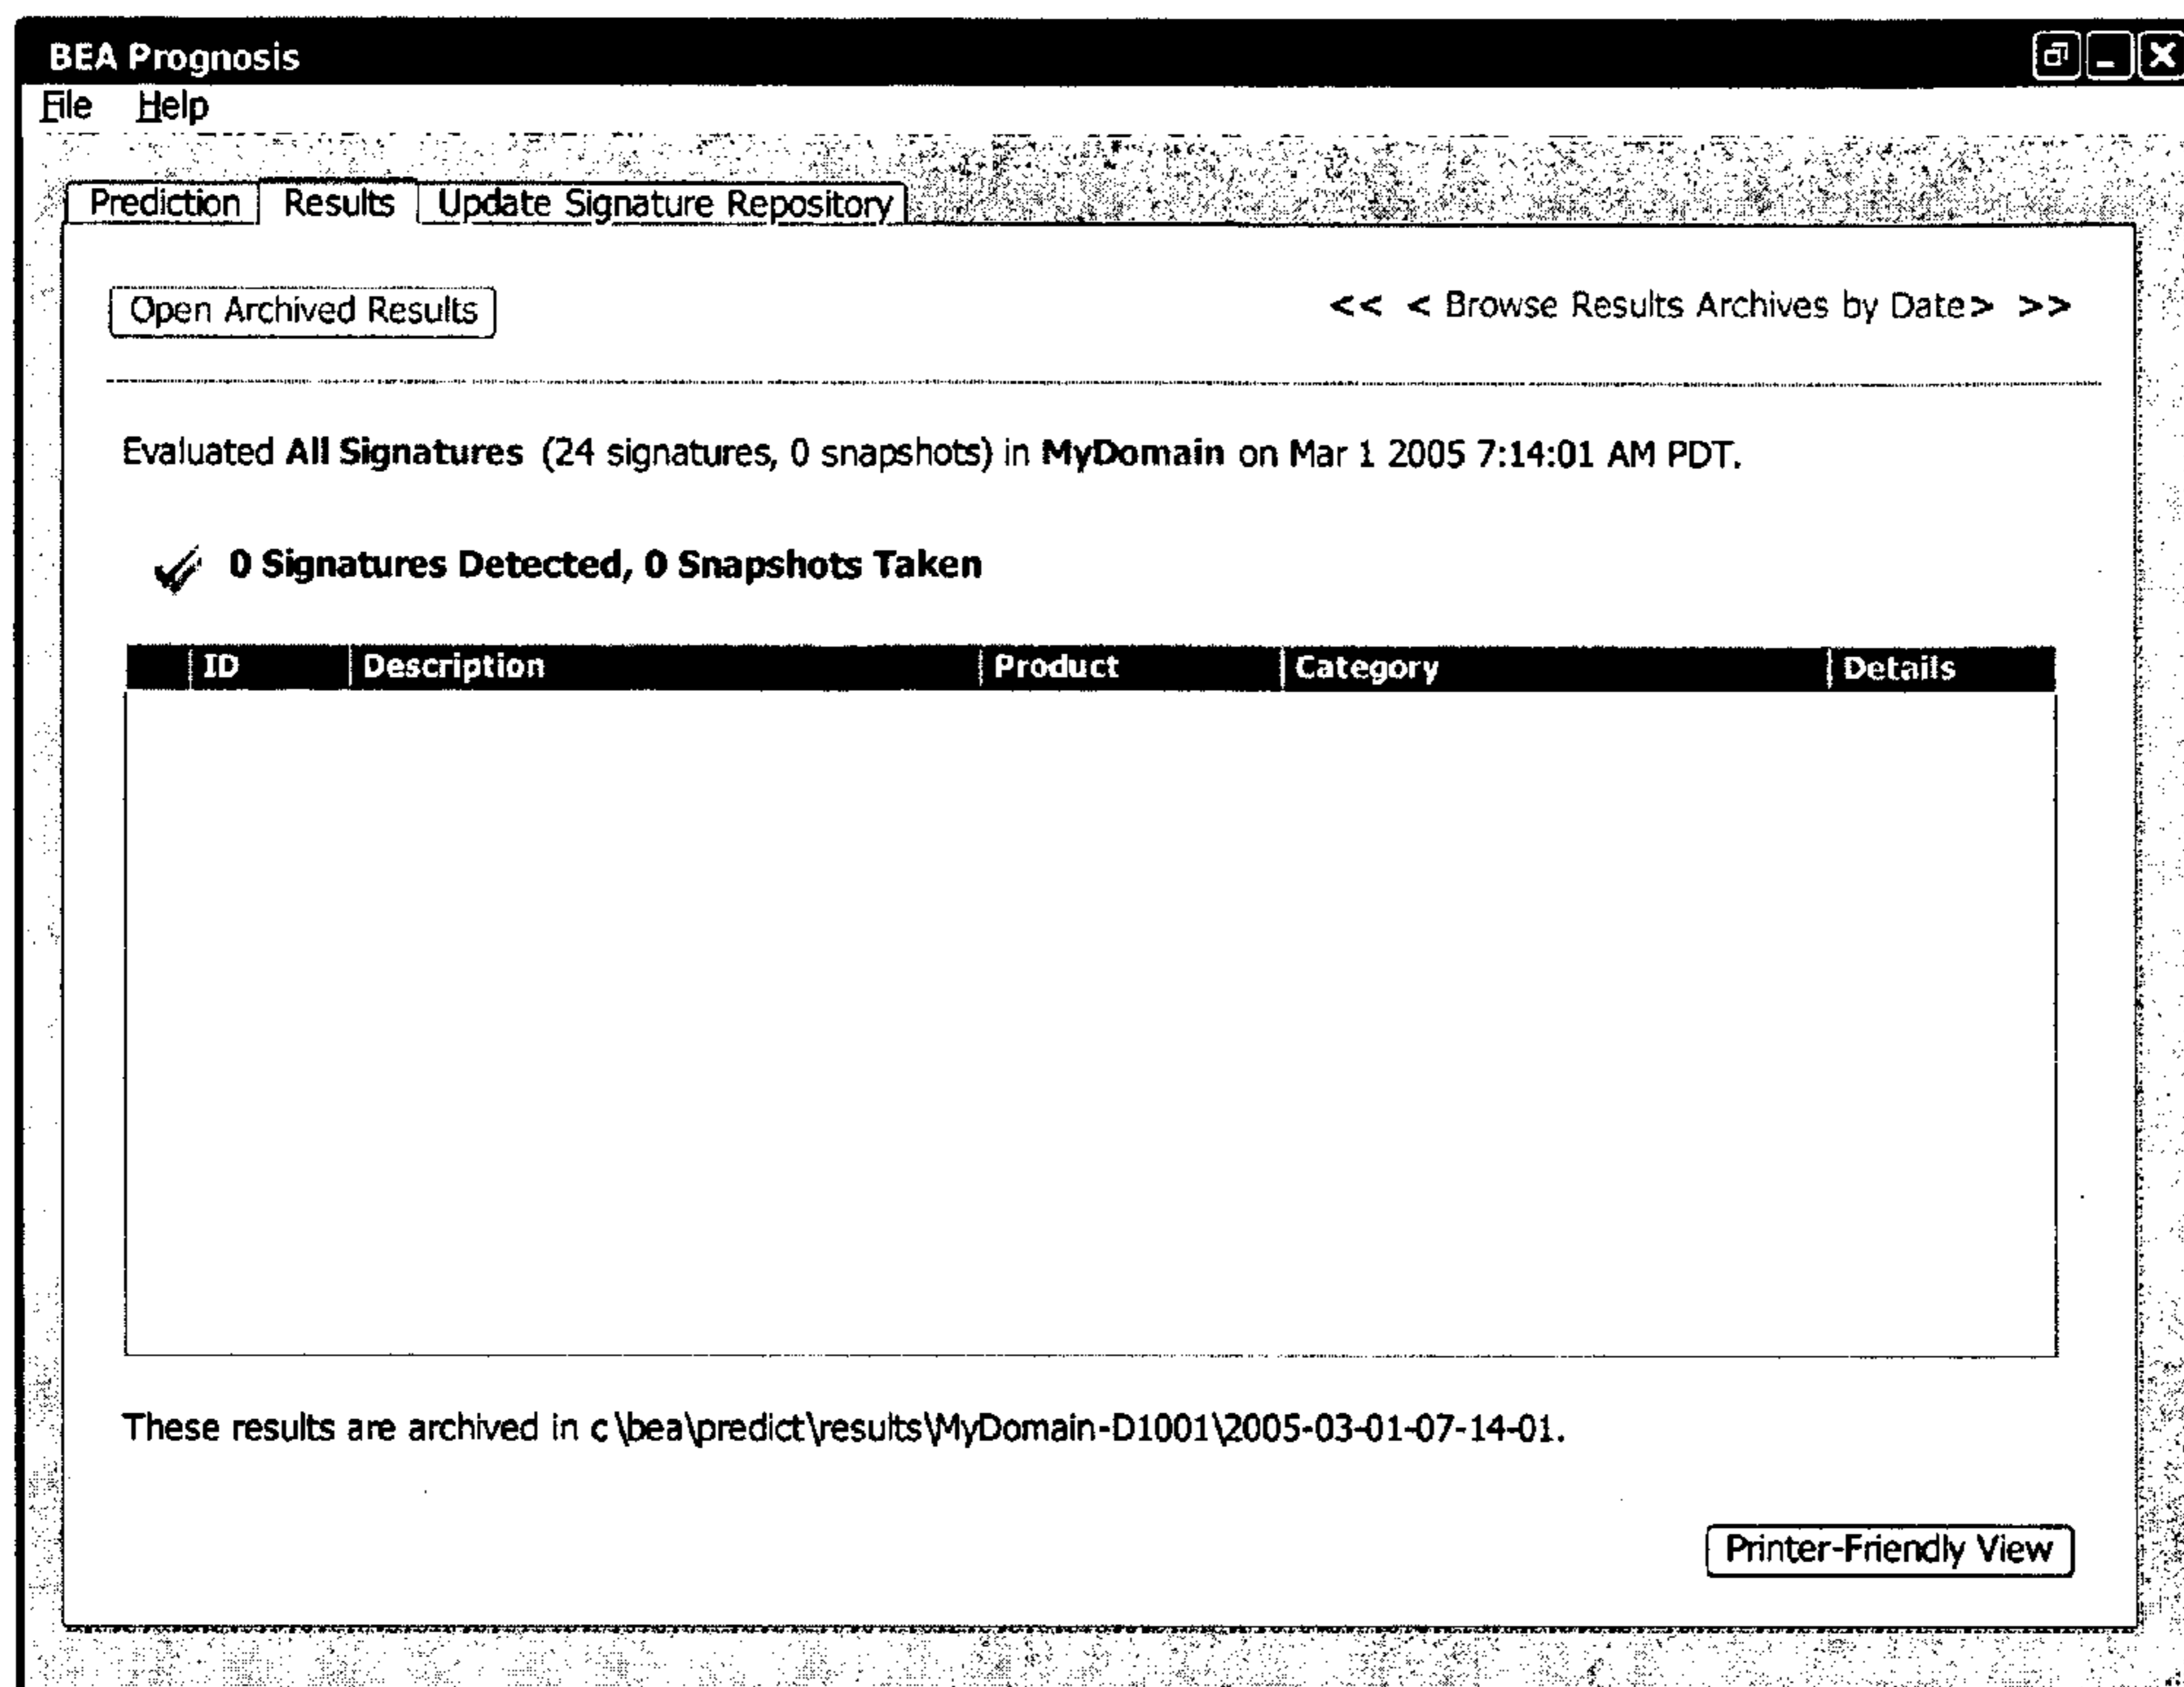 BEA Prognosis
File Help
Prediction Results Update Signature Repository
Open Archived Results << < Browse Results Archives by Date> >>
Evaluated All Signatures (24 signatures, 0 snapshots) in MyDomain on Mar 1 2005 7:14:01 AM PDT.
0 Signatures Detected, 0 Snapshots Taken
ID Description Product Category Details
These results are archived in c\bea\predict\results\MyDomain-D1001\2005-03-01-07-14-01.
Printer-Friendly View